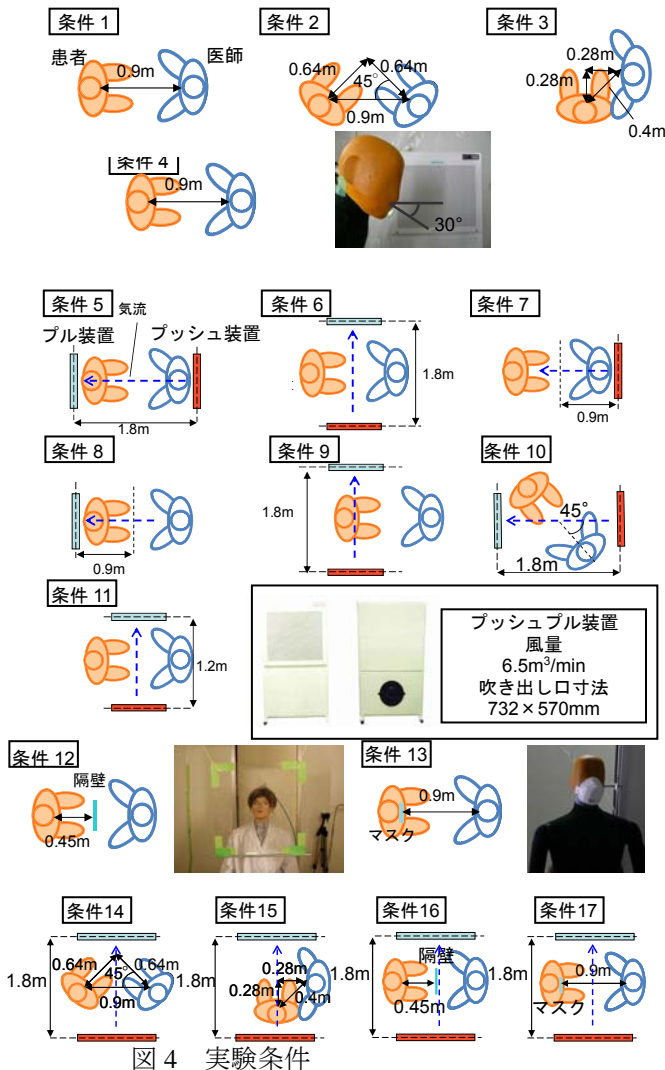 条件 1
条件 2
条件 3
患者
医師
0.9m
0.64m
0.64m
45°
0.9m
0.28m
0.28m
0.4m
条件 4
0.9m
30°
条件 5
気流
条件 6
条件 7
プル装置
プッシュ装置
1.8m
1.8m
0.9m
条件 8
条件 9
条件 10
0.9m
1.8m
45°
1.8m
条件 11
1.2m
プッシュプル装置
風量
6.5m³/min
吹き出し口寸法
732×570mm
条件 12
隔壁
0.45m
条件 13
0.9m
マスク
条件14
条件15
条件16
条件17
1.8m
0.64m
0.64m
45°
0.9m
1.8m
0.28m
0.28m
0.4m
1.8m
隔壁
0.45m
1.8m
0.9m
マスク
図 4 実験条件